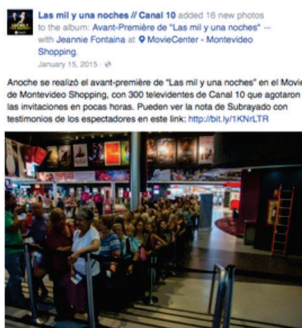 Las mil y una noches // Canal 10 added 16 new photos
to the album: Avant-Première de "Las mil y una noches" —
with Jeannie Fontaina at MovieCenter - Montevideo
Shopping.
January 15, 2015
Anoche se realizó el avant-première de "Las mil y una noches" en el Movie
de Montevideo Shopping, con 300 televidentes de Canal 10 que agotaron
las invitaciones en pocas horas. Pueden ver la nota de Subrayado con
testimonios de los espectadores en este link: http://bit.ly/1KNrLTR